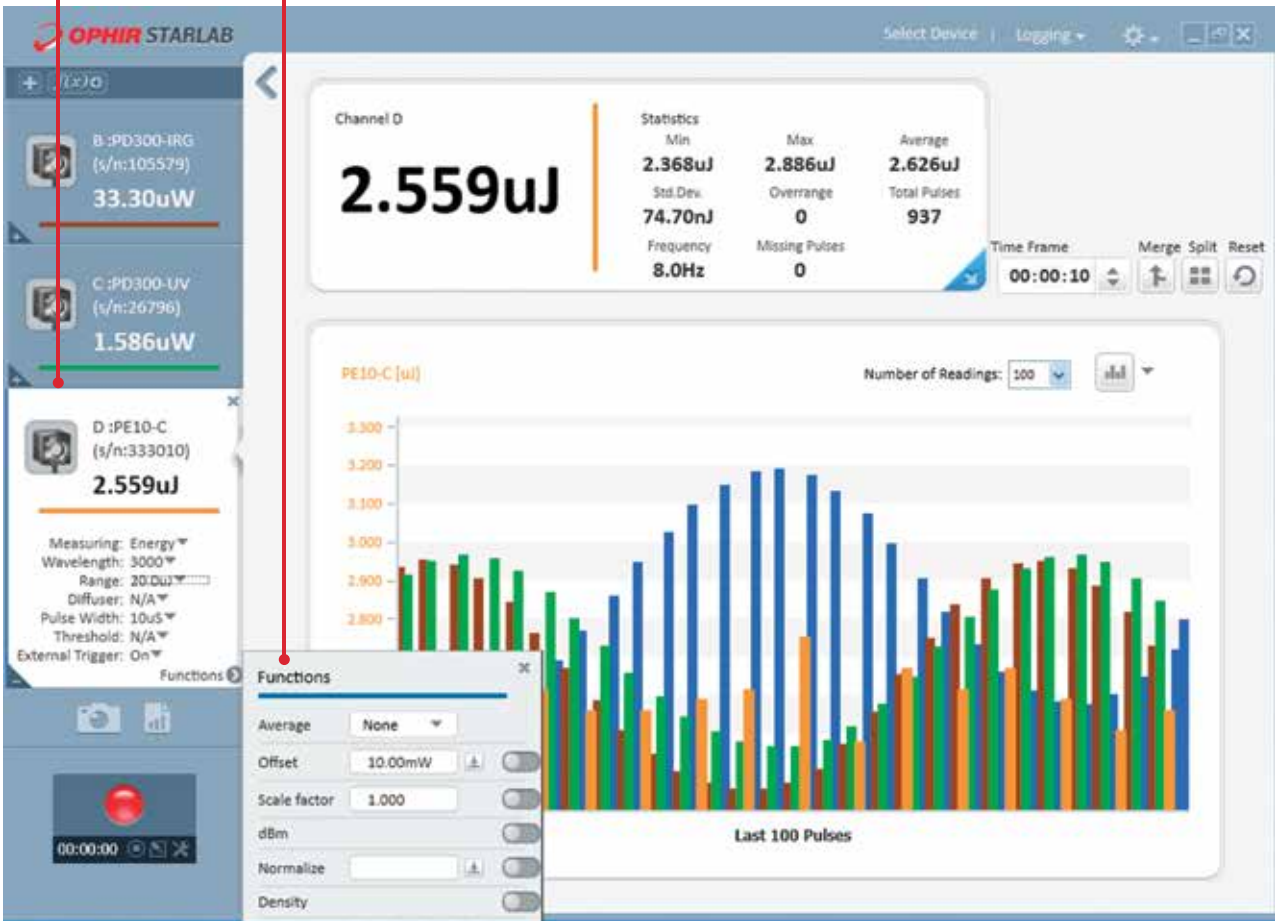 OPHIR STARLAB
Select Device | Logging
+ f(x)
B :PD300-IRG
(s/n:105579)
33.30uW
C :PD300-UV
(s/n:26796)
1.586uW
D :PE10-C
(s/n:333010)
2.559uJ
Measuring: Energy
Wavelength: 3000
Range: 20.0uJ
Diffuser: N/A
Pulse Width: 10uS
Threshold: N/A
External Trigger: On
Functions
00:00:00
Channel D
2.559uJ
Statistics
Min Max Average
2.368uJ 2.886uJ 2.626uJ
Std.Dev. Overrange Total Pulses
74.70nJ 0 937
Frequency Missing Pulses
8.0Hz 0
Time Frame Merge Split Reset
00:00:10
PE10-C [uJ]
Number of Readings: 100
3.300
3.200
3.100
3.000
2.900
2.800
Last 100 Pulses
Functions
Average None
Offset 10.00mW
Scale factor 1.000
dBm
Normalize
Density